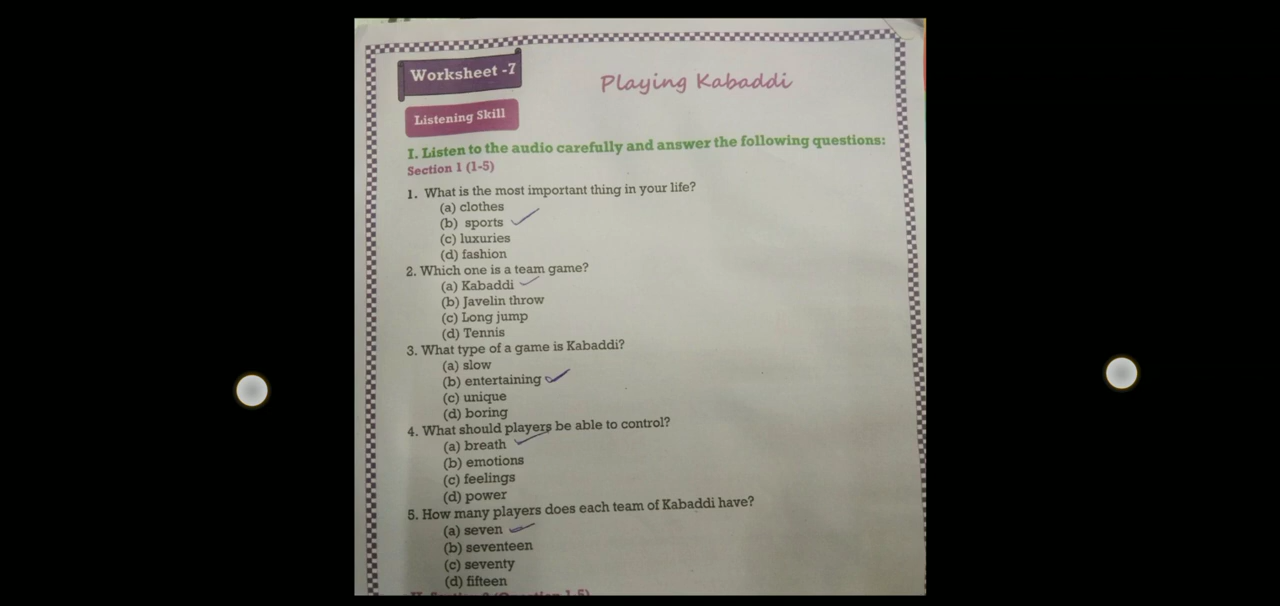 Worksheet -7
Playing Kabaddi
Listening Skill
I. Listen to the audio carefully and answer the following questions:
Section 1 (1-5)
1. What is the most important thing in your life?
(a) clothes
(b) sports
(c) luxuries
(d) fashion
2. Which one is a team game?
(a) Kabaddi
(b) Javelin throw
(c) Long jump
(d) Tennis
3. What type of a game is Kabaddi?
(a) slow
(b) entertaining
(c) unique
(d) boring
4. What should players be able to control?
(a) breath
(b) emotions
(c) feelings
(d) power
5. How many players does each team of Kabaddi have?
(a) seven
(b) seventeen
(c) seventy
(d) fifteen